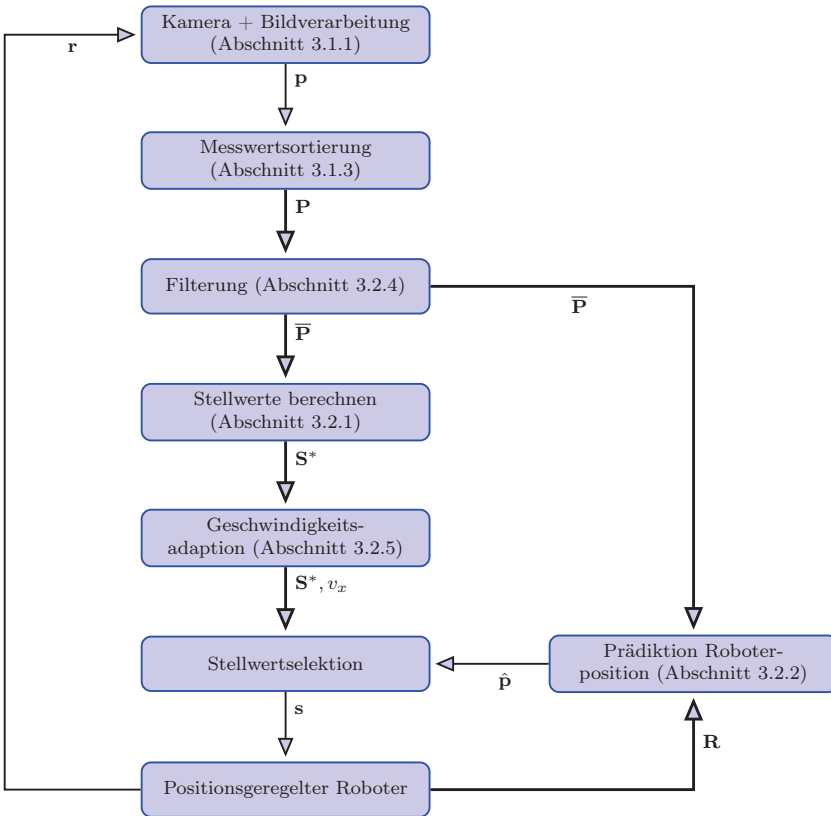 Kamera + Bildverarbeitung
(Abschnitt 3.1.1)
r
p
Messwertsortierung
(Abschnitt 3.1.3)
P
Filterung (Abschnitt 3.2.4)
P̅
P̅
Stellwerte berechnen
(Abschnitt 3.2.1)
S*
Geschwindigkeits-
adaption (Abschnitt 3.2.5)
S*, vₓ
Stellwertselektion
p̂
Prädiktion Roboter-
position (Abschnitt 3.2.2)
s
R
Positionsgeregelter Roboter